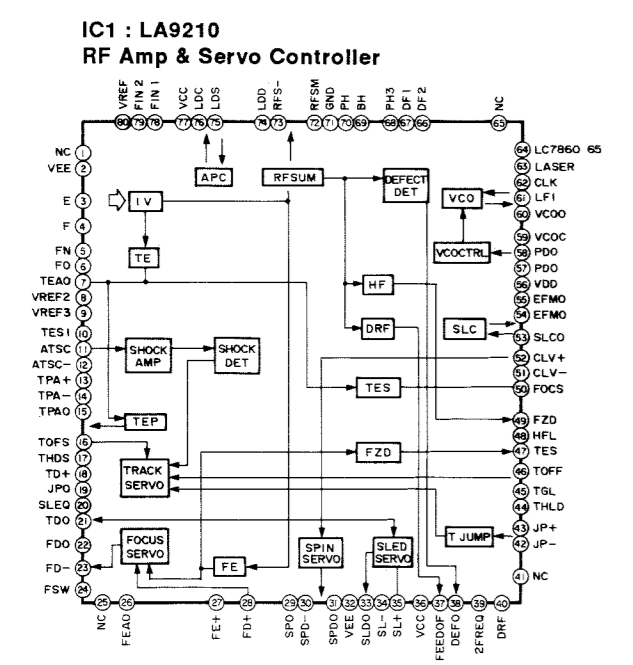 IC1 : LA9210
RF Amp & Servo Controller
VREF
FIN2
FIN1
VCC
LDC
LDS
LDD
RFS-
RFSM
GND
PH
BH
PH3
DF1
DF2
NC
80 79 78 77 76 75 74 73 72 71 70 69 68 67 66 65
NC 1
VEE 2
E 3
F 4
FN 5
FO 6
TEAO 7
VREF2 8
VREF3 9
TES1 10
ATSC 11
ATSC- 12
TPA+ 13
TPA- 14
TPAO 15
TOFS 16
THDS 17
TD+ 18
JPO 19
SLEQ 20
TDO 21
FDO 22
FD- 23
FSW 24
APC
RFSUM
DEFECT
DET
IV
VCO
TE
VCOCTRL
HF
DRF
SLC
SHOCK
AMP
SHOCK
DET
TES
TEP
FZD
TRACK
SERVO
FOCUS
SERVO
FE
SPIN
SERVO
SLED
SERVO
T JUMP
64 LC7860 65
63 LASER
62 CLK
61 LF1
60 VCOO
59 VCOC
58 PDO
57 PDO
56 VDD
55 EFMO
54 EFMO
53 SLCO
52 CLV+
51 CLV-
50 FOCS
49 FZD
48 HFL
47 TES
46 TOFF
45 TGL
44 THLD
43 JP+
42 JP-
41 NC
25 26 27 28 29 30 31 32 33 34 35 36 37 38 39 40
NC
FEAO
FE+
FD+
SPO
SPD-
SPDO
VEE
SLDO
SL-
SL+
VCC
FEEDOF
DEFO
2FREQ
DRF